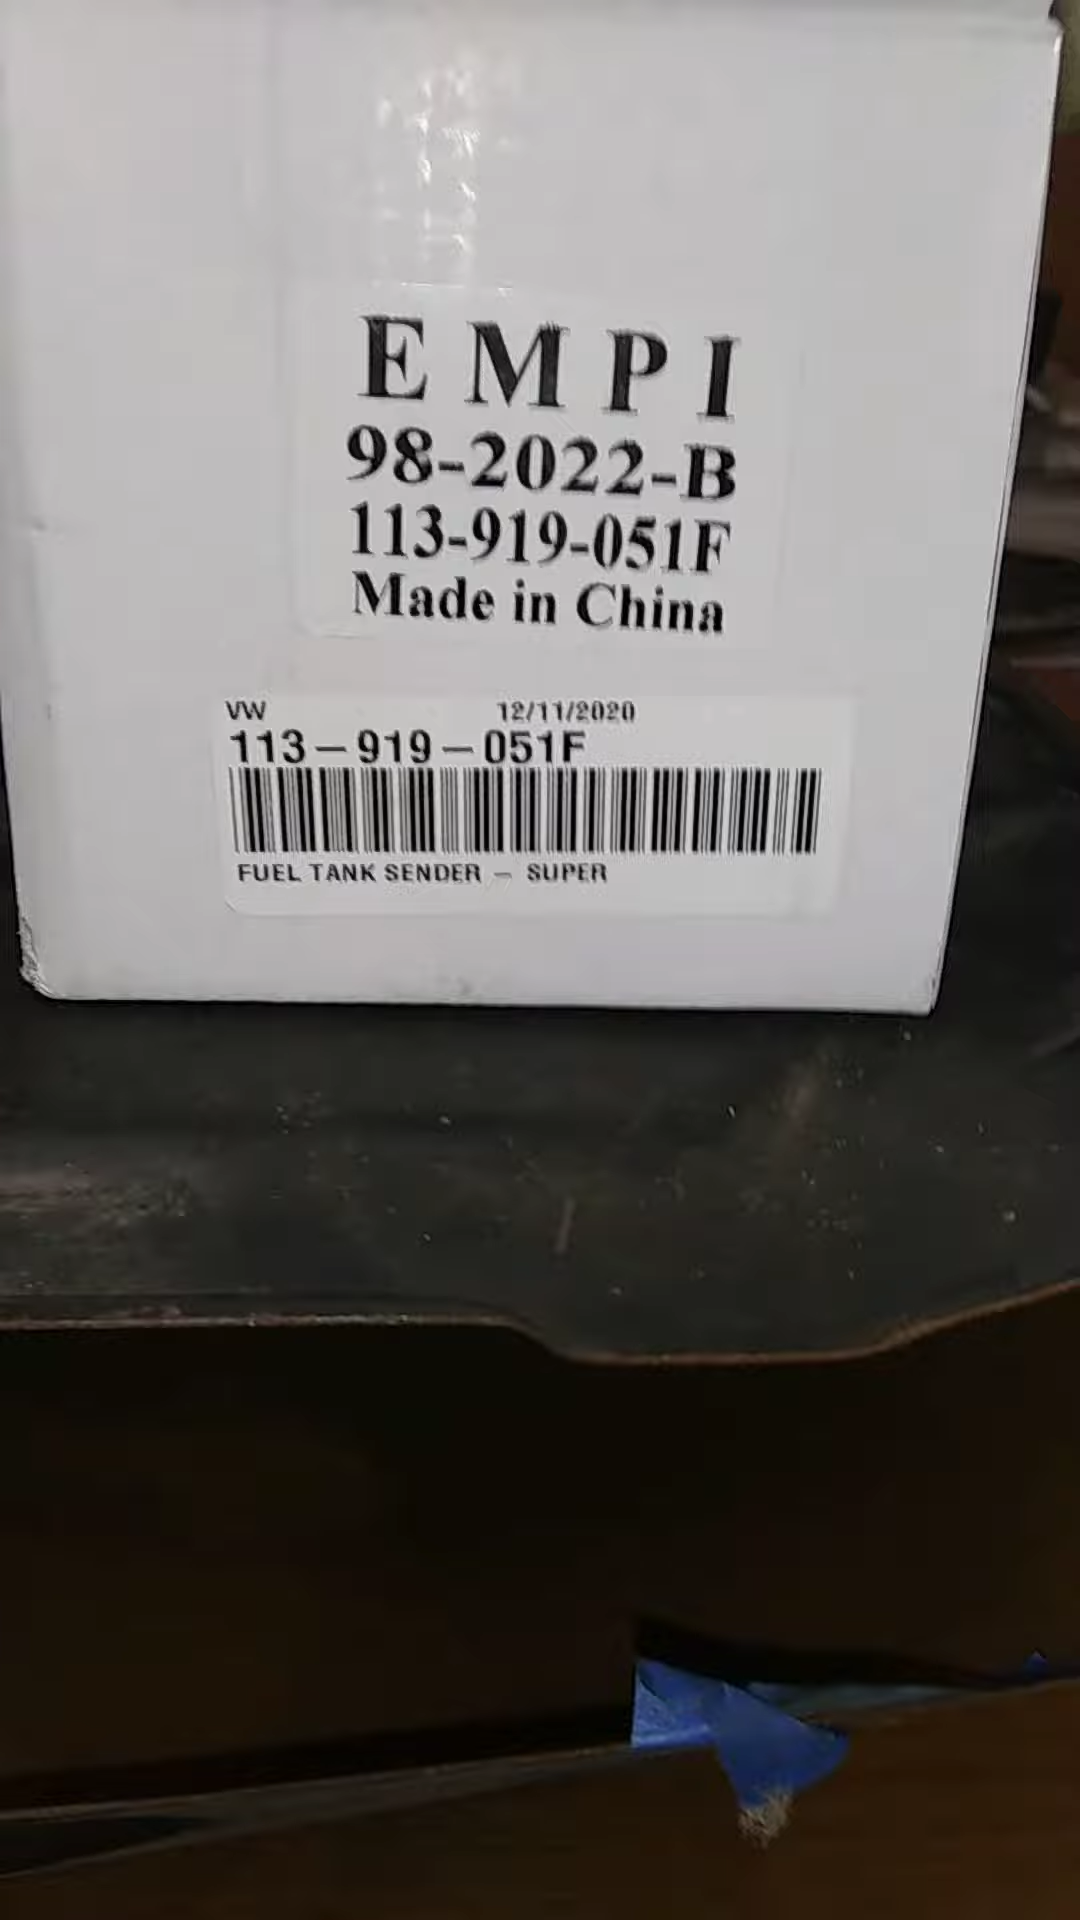 E M P I
98-2022-B
113-919-051F
Made in China
VW 12/11/2020
113-919-051F
FUEL TANK SENDER - SUPER